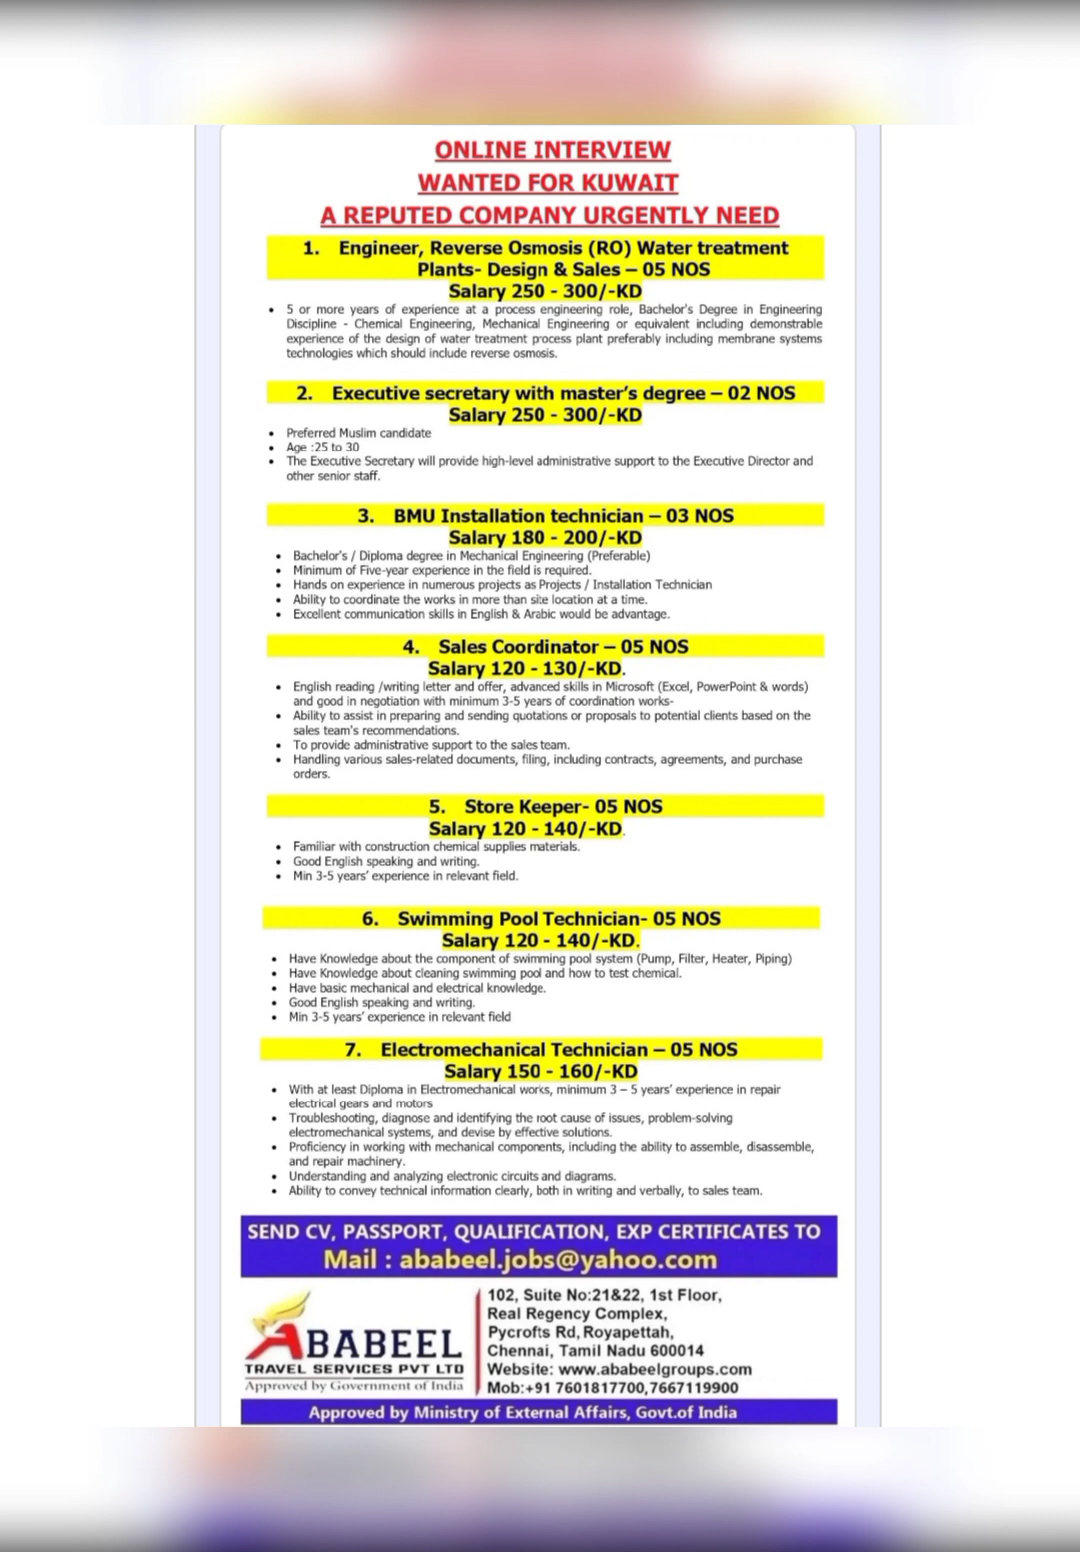 ONLINE INTERVIEW
WANTED FOR KUWAIT
A REPUTED COMPANY URGENTLY NEED
1. Engineer, Reverse Osmosis (RO) Water treatment
Plants- Design & Sales – 05 NOS
Salary 250 - 300/-KD
• 5 or more years of experience at a process engineering role, Bachelor's Degree in Engineering
Discipline - Chemical Engineering, Mechanical Engineering or equivalent including demonstrable
experience of the design of water treatment process plant preferably including membrane systems
technologies which should include reverse osmosis.
2. Executive secretary with master's degree – 02 NOS
Salary 250 - 300/-KD
• Preferred Muslim candidate
• Age :25 to 30
• The Executive Secretary will provide high-level administrative support to the Executive Director and
other senior staff.
3. BMU Installation technician – 03 NOS
Salary 180 - 200/-KD
• Bachelor's / Diploma degree in Mechanical Engineering (Preferable)
• Minimum of Five-year experience in the field is required.
• Hands on experience in numerous projects as Projects / Installation Technician
• Ability to coordinate the works in more than site location at a time.
• Excellent communication skills in English & Arabic would be advantage.
4. Sales Coordinator – 05 NOS
Salary 120 - 130/-KD.
• English reading /writing letter and offer, advanced skills in Microsoft (Excel, PowerPoint & words)
and good in negotiation with minimum 3-5 years of coordination works-
• Ability to assist in preparing and sending quotations or proposals to potential clients based on the
sales team's recommendations.
• To provide administrative support to the sales team.
• Handling various sales-related documents, filing, including contracts, agreements, and purchase
orders.
5. Store Keeper- 05 NOS
Salary 120 - 140/-KD.
• Familiar with construction chemical supplies materials.
• Good English speaking and writing.
• Min 3-5 years' experience in relevant field.
6. Swimming Pool Technician- 05 NOS
Salary 120 - 140/-KD.
• Have Knowledge about the component of swimming pool system (Pump, Filter, Heater, Piping)
• Have Knowledge about cleaning swimming pool and how to test chemical.
• Have basic mechanical and electrical knowledge.
• Good English speaking and writing.
• Min 3-5 years' experience in relevant field
7. Electromechanical Technician – 05 NOS
Salary 150 - 160/-KD
• With at least Diploma in Electromechanical works, minimum 3 – 5 years' experience in repair
electrical gears and motors
• Troubleshooting, diagnose and identifying the root cause of issues, problem-solving
electromechanical systems, and devise by effective solutions.
• Proficiency in working with mechanical components, including the ability to assemble, disassemble,
and repair machinery.
• Understanding and analyzing electronic circuits and diagrams.
• Ability to convey technical information clearly, both in writing and verbally, to sales team.
SEND CV, PASSPORT, QUALIFICATION, EXP CERTIFICATES TO
Mail : ababeel.jobs@yahoo.com
ABABEEL
TRAVEL SERVICES PVT LTD
Approved by Government of India
102, Suite No:21&22, 1st Floor,
Real Regency Complex,
Pycrofts Rd, Royapettah,
Chennai, Tamil Nadu 600014
Website: www.ababeelgroups.com
Mob:+91 7601817700,7667119900
Approved by Ministry of External Affairs, Govt.of India